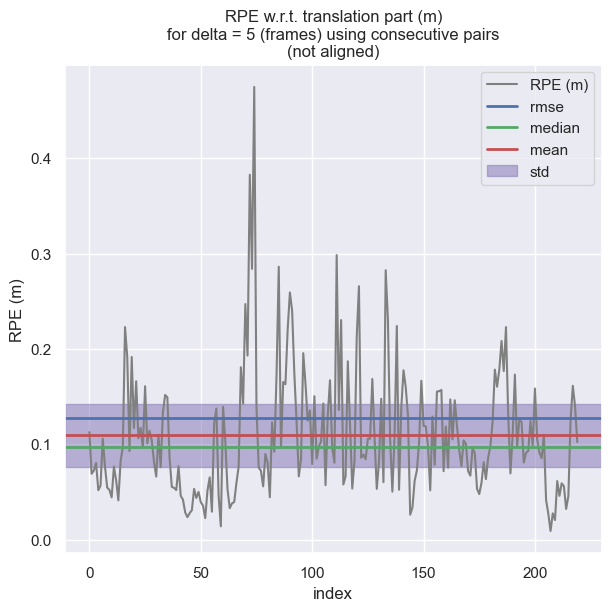 RPE w.r.t. translation part (m)
for delta = 5 (frames) using consecutive pairs
(not aligned)
RPE (m)
rmse
median
mean
std
0.4
0.3
0.2
0.1
0.0
RPE (m)
0 50 100 150 200
index